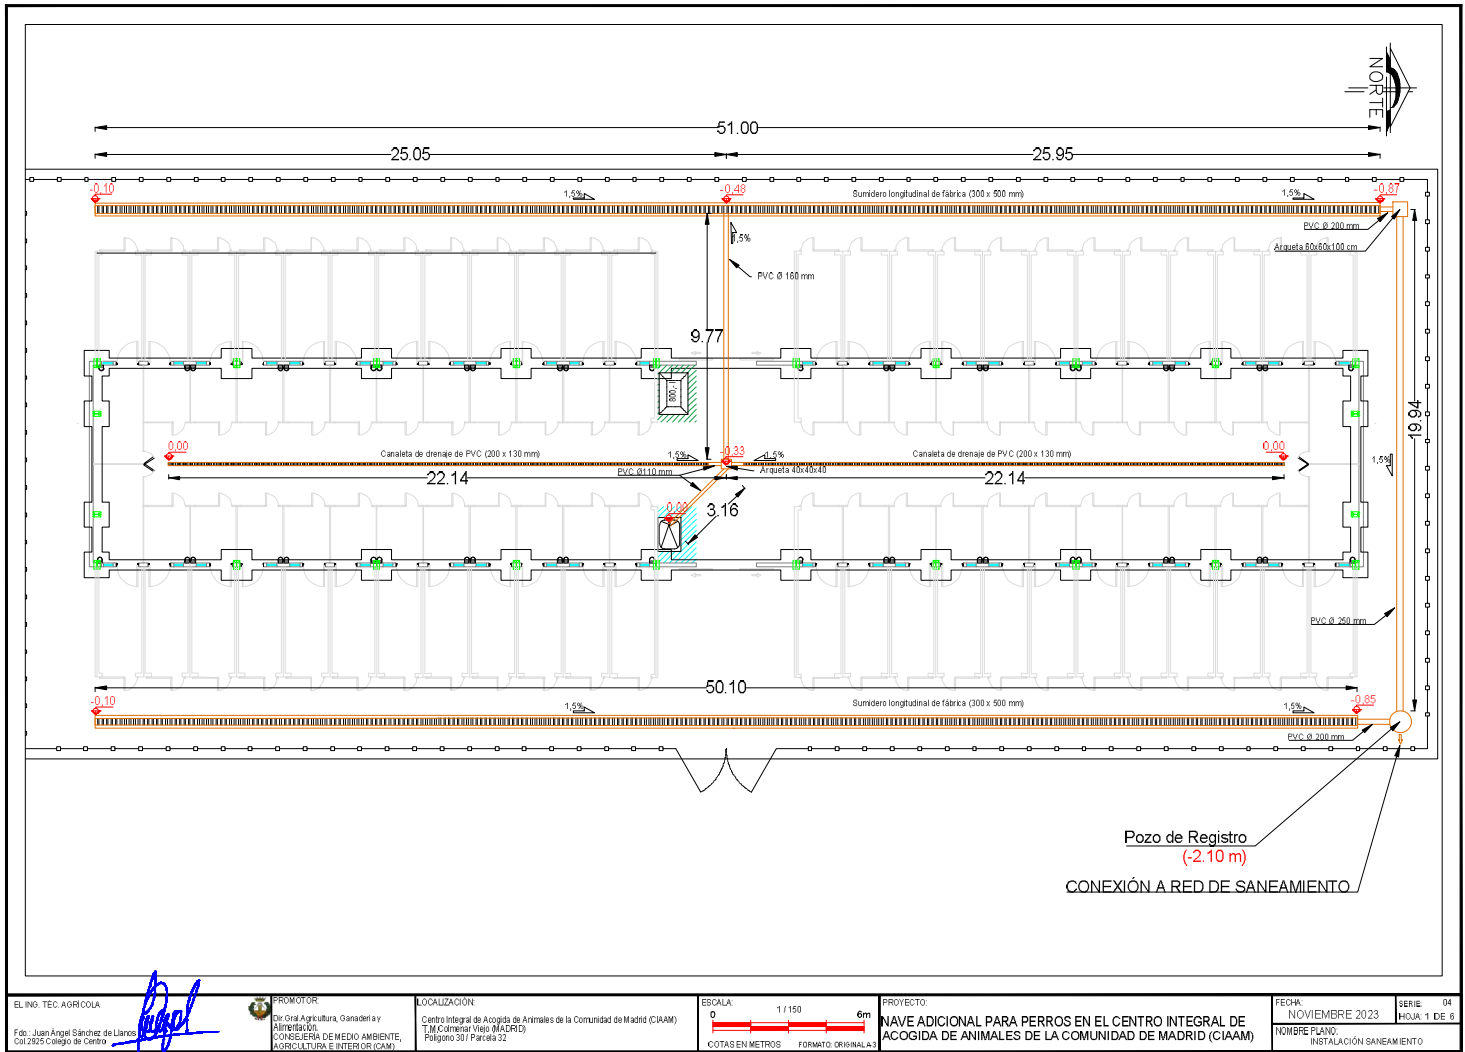 NORTE
51.00
25.05
25.95
-0,10
1,5%
-0,48
Sumidero longitudinal de fábrica (300 x 500 mm)
1,5%
-0,87
PVC Ø 200 mm
Arqueta 60x60x100 cm
1,5%
PVC Ø 160 mm
9.77
800,-1
0,00
Canaleta de drenaje de PVC (200 x 130 mm)
1,5%
-0,33
1,5%
Canaleta de drenaje de PVC (200 x 130 mm)
0,00
PVC Ø110 mm
Arqueta 40x40x40
22.14
22.14
3.16
0,00
19.94
1,5%
PVC Ø 250 mm
50.10
-0,10
1,5%
Sumidero longitudinal de fábrica (300 x 500 mm)
1,5%
-0,85
PVC Ø 200 mm
Pozo de Registro
(-2.10 m)
CONEXIÓN A RED DE SANEAMIENTO
EL ING. TÉC. AGRÍCOLA
Fdo.: Juan Ángel Sánchez de Llanos
Col.2925 Colegio de Centro
PROMOTOR:
Dir.Gral.Agricultura, Ganadería y
Alimentación.
CONSEJERÍA DE MEDIO AMBIENTE,
AGRICULTURA E INTERIOR (CAM)
LOCALIZACIÓN:
Centro Integral de Acogida de Animales de la Comunidad de Madrid (CIAAM)
T.M.Colmenar Viejo (MADRID)
Polígono 30 / Parcela 32
ESCALA:
1 / 150
0
6m
COTAS EN METROS
FORMATO: ORIGINAL A-3
PROYECTO:
NAVE ADICIONAL PARA PERROS EN EL CENTRO INTEGRAL DE
ACOGIDA DE ANIMALES DE LA COMUNIDAD DE MADRID (CIAAM)
FECHA:
NOVIEMBRE 2023
SERIE: 04
HOJA: 1 DE 6
NOMBRE PLANO:
INSTALACIÓN SANEAMIENTO